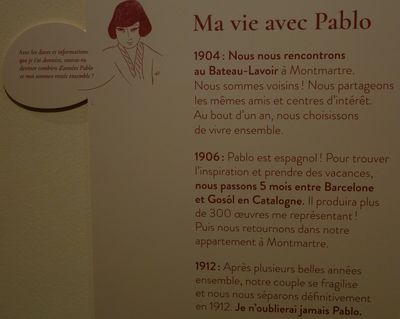 Avec les dates et informations
que je t'ai données, sauras-tu
deviner combien d'années Pablo
et moi sommes restés ensemble ?
Ma vie avec Pablo
1904 : Nous nous rencontrons
au Bateau-Lavoir à Montmartre.
Nous sommes voisins ! Nous partageons
les mêmes amis et centres d'intérêt.
Au bout d'un an, nous choisissons
de vivre ensemble.
1906 : Pablo est espagnol ! Pour trouver
l'inspiration et prendre des vacances,
nous passons 5 mois entre Barcelone
et Gosól en Catalogne. Il produira plus
de 300 œuvres me représentant !
Puis nous retournons dans notre
appartement à Montmartre.
1912 : Après plusieurs belles années
ensemble, notre couple se fragilise
et nous nous séparons définitivement
en 1912. Je n'oublierai jamais Pablo.